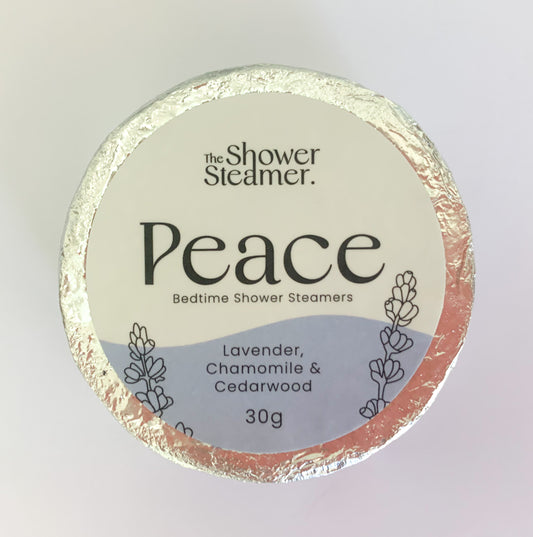 The Shower
Steamer.
Peace
Bedtime Shower Steamers
Lavender,
Chamomile &
Cedarwood
30g